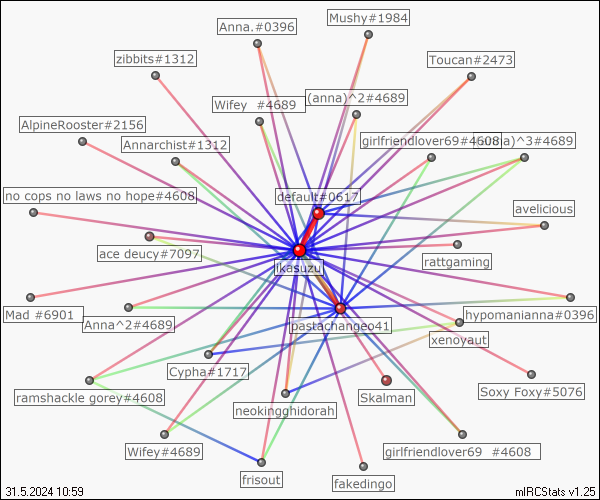 Mushy#1984
Anna.#0396
zibbits#1312
Toucan#2473
Wifey #4689
(anna)^2#4689
AlpineRooster#2156
Annarchist#1312
girlfriendlover69#4608
)^3#4689
no cops no laws no hope#4608
default#0617
avelicious
ace deucy#7097
rattgaming
ikasuzu
Mad #6901
Anna^2#4689
pastachangeo41
hypomanianna#0396
xenoyaut
Cypha#1717
ramshackle gorey#4608
neokingghidorah
Skalman
Soxy Foxy#5076
Wifey#4689
girlfriendlover69 #4608
frisout
fakedingo
31.5.2024 10:59
mIRCStats v1.25